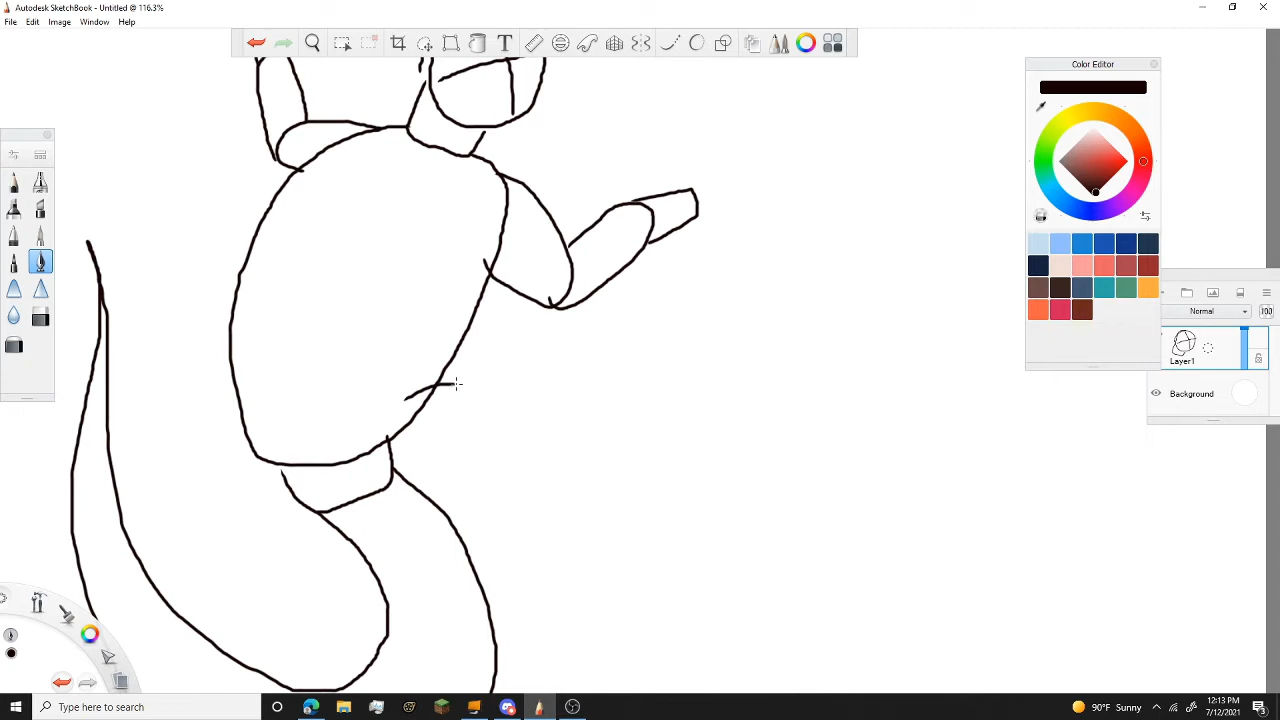 Autodesk SketchBook - Untitled @ 116.3%
File Edit Image Window Help
Color Editor
Normal
100
Layer1
Background
Type here to search
90°F Sunny
12:13 PM
7/12/2021